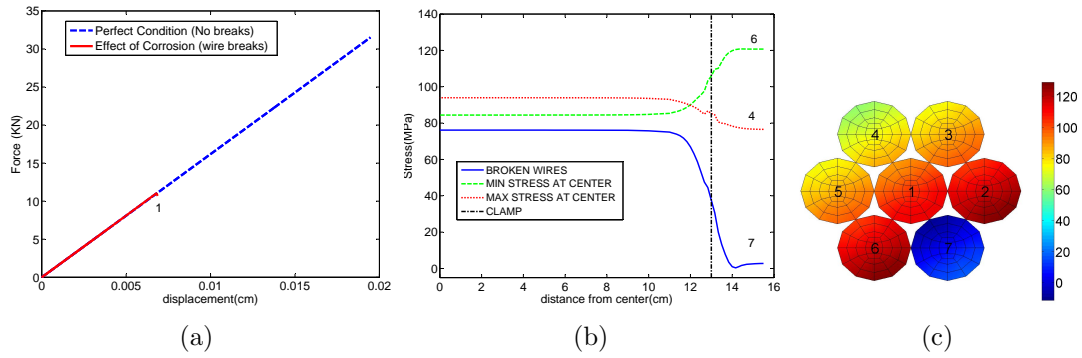 Force (KN)
35
30
25
20
15
10
5
0
Perfect Condition (No breaks)
Effect of Corrosion (wire breaks)
1
0 0.005 0.01 0.015 0.02
displacement(cm)
(a)
Stress(MPa)
140
120
100
80
60
40
20
0
6
4
7
BROKEN WIRES
MIN STRESS AT CENTER
MAX STRESS AT CENTER
CLAMP
0 2 4 6 8 10 12 14 16
distance from center(cm)
(b)
4 3
5 1 2
6 7
120
100
80
60
40
20
0
(c)